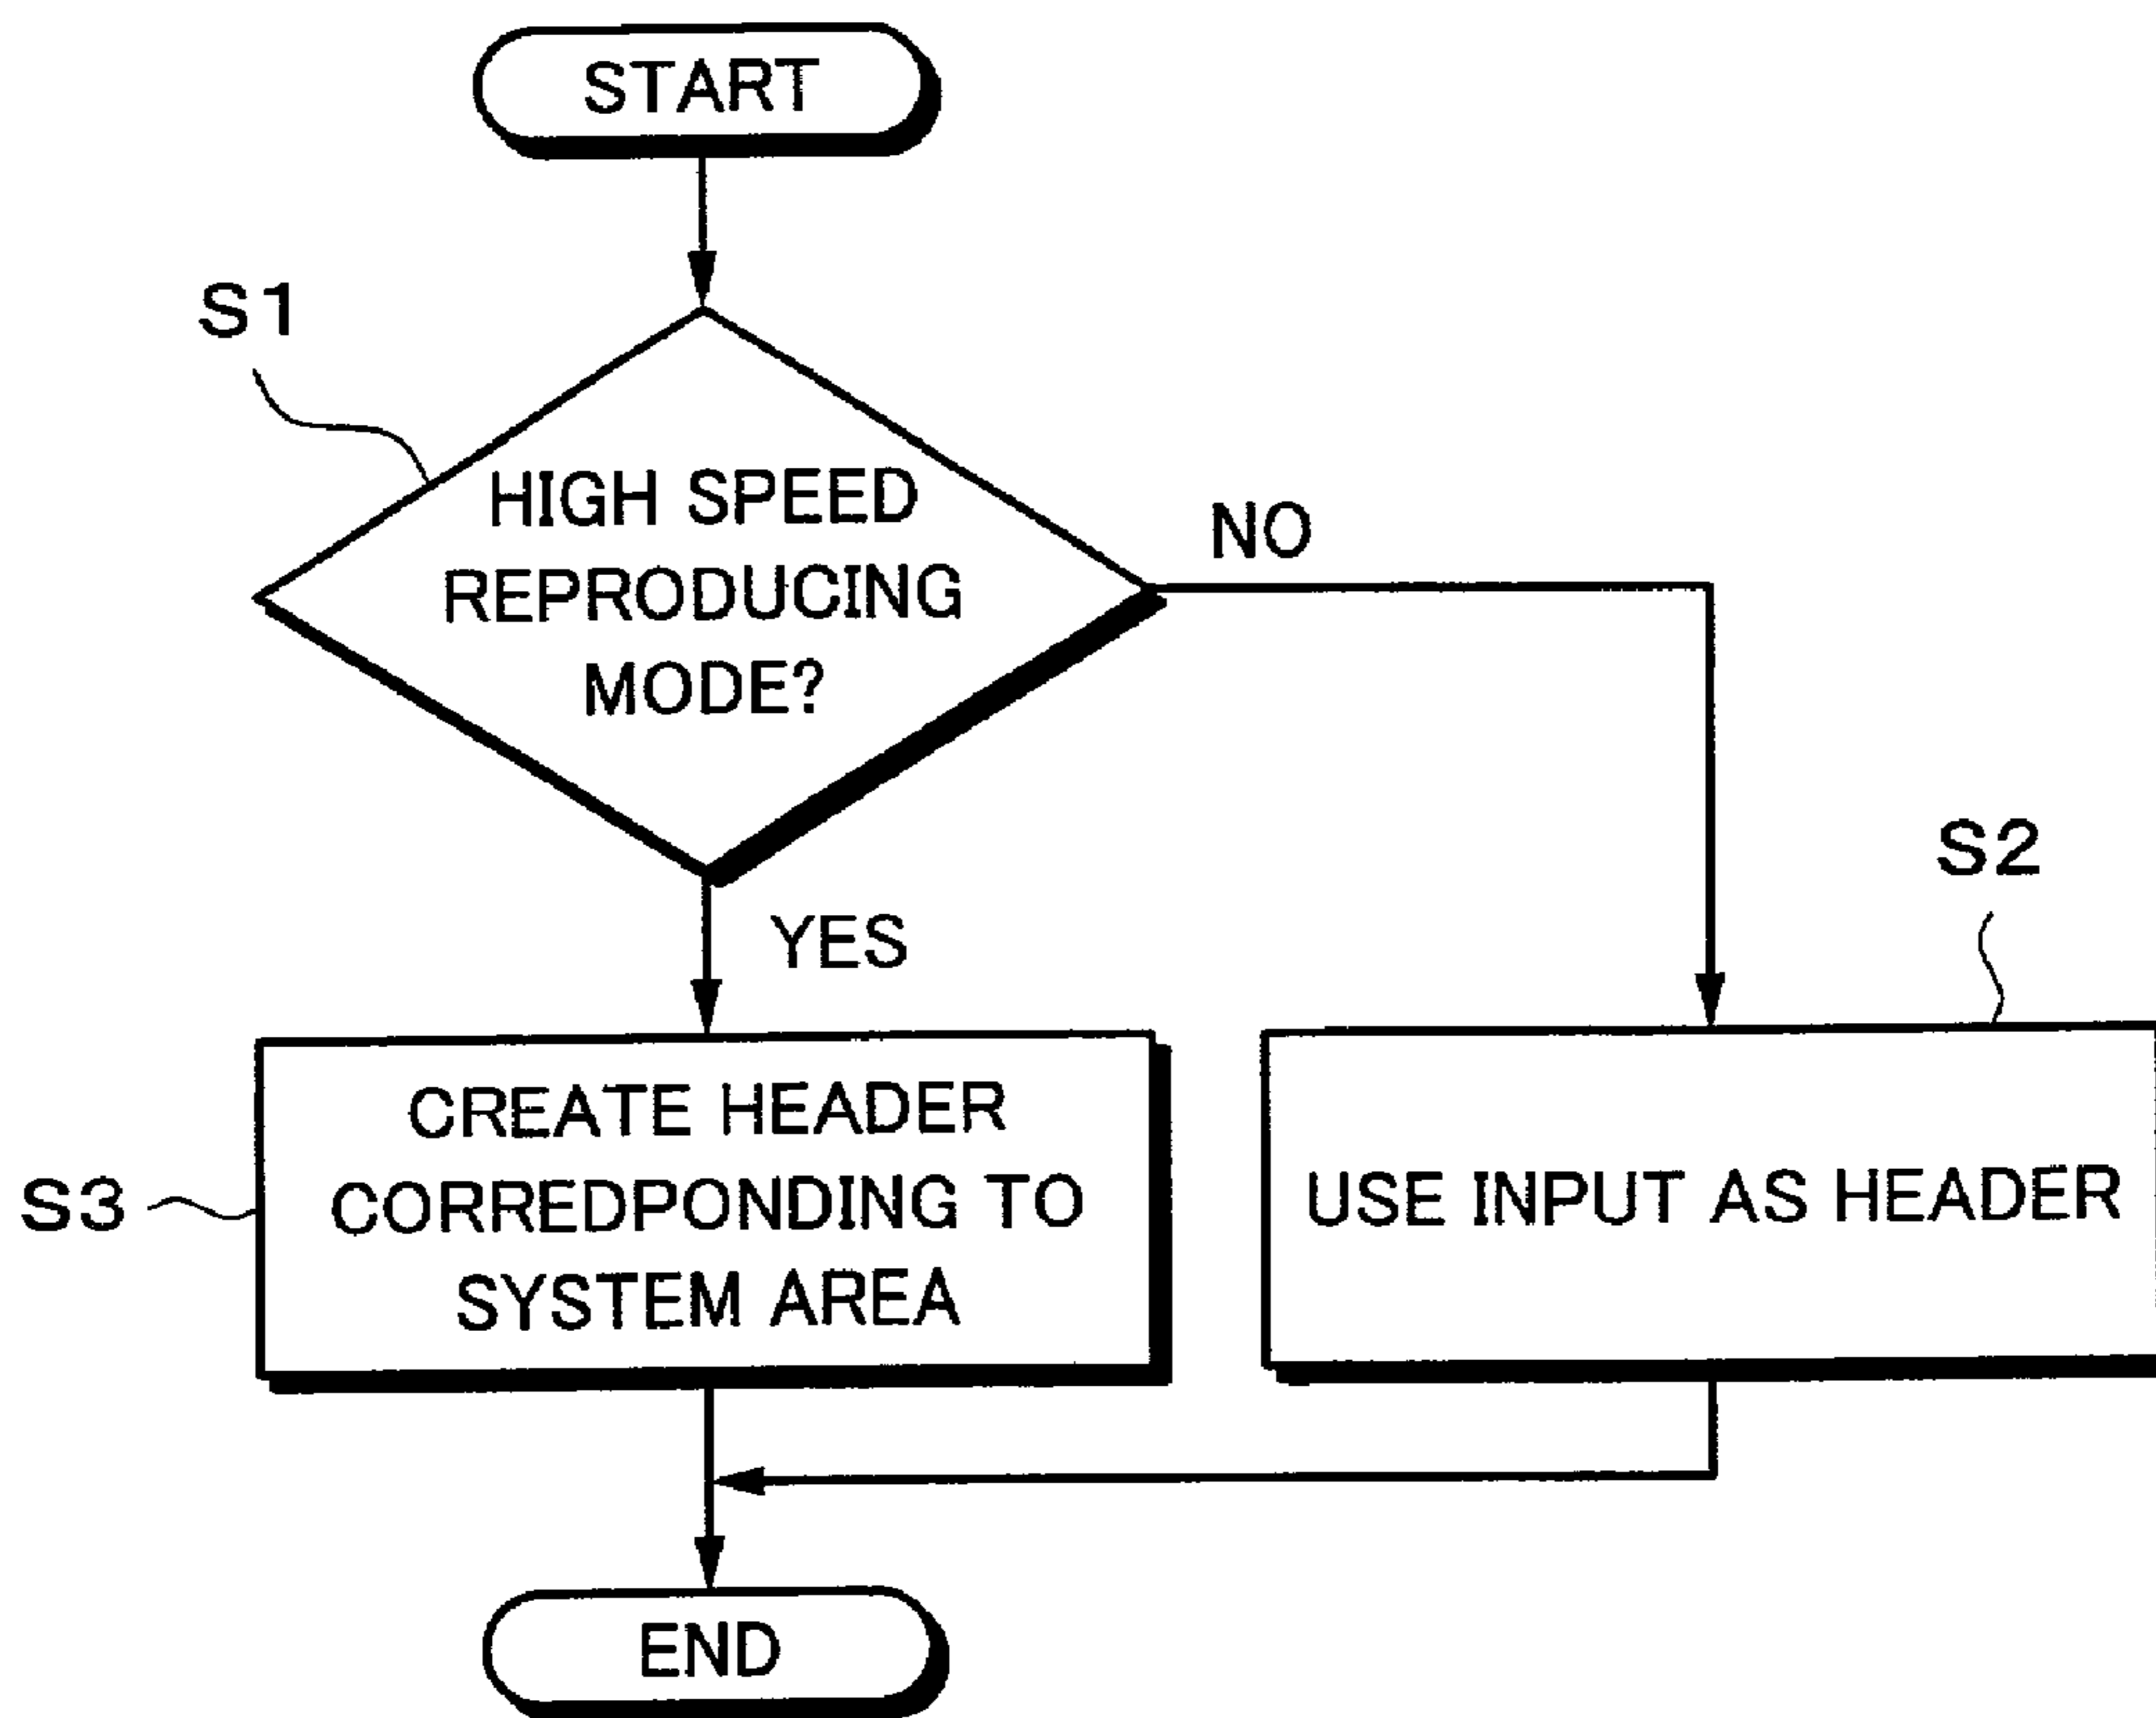 START
S1
HIGH SPEED
REPRODUCING
MODE?
NO
YES
S2
S3
CREATE HEADER
CORREDPONDING TO
SYSTEM AREA
USE INPUT AS HEADER
END